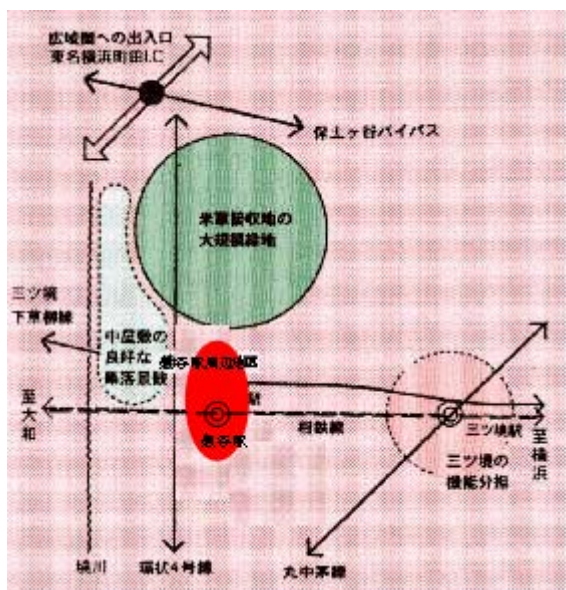 広域圏への出入口
東名横浜町田I.C
保土ヶ谷バイパス
米軍接収地の
大規模緑地
三ツ境
下草柳線
中屋敷の
良好な
集落景観
瀬谷駅周辺地区
駅
至大和
瀬谷駅
相鉄線
三ツ境駅
至横浜
三ツ境の
機能分担
境川
環状4号線
丸中茅線